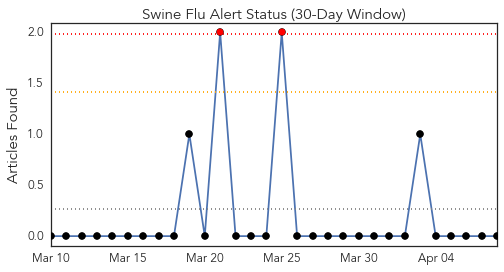 Swine Flu Alert Status (30-Day Window)
Articles Found
2.0
1.5
1.0
0.5
0.0
Mar 10 Mar 15 Mar 20 Mar 25 Mar 30 Apr 04